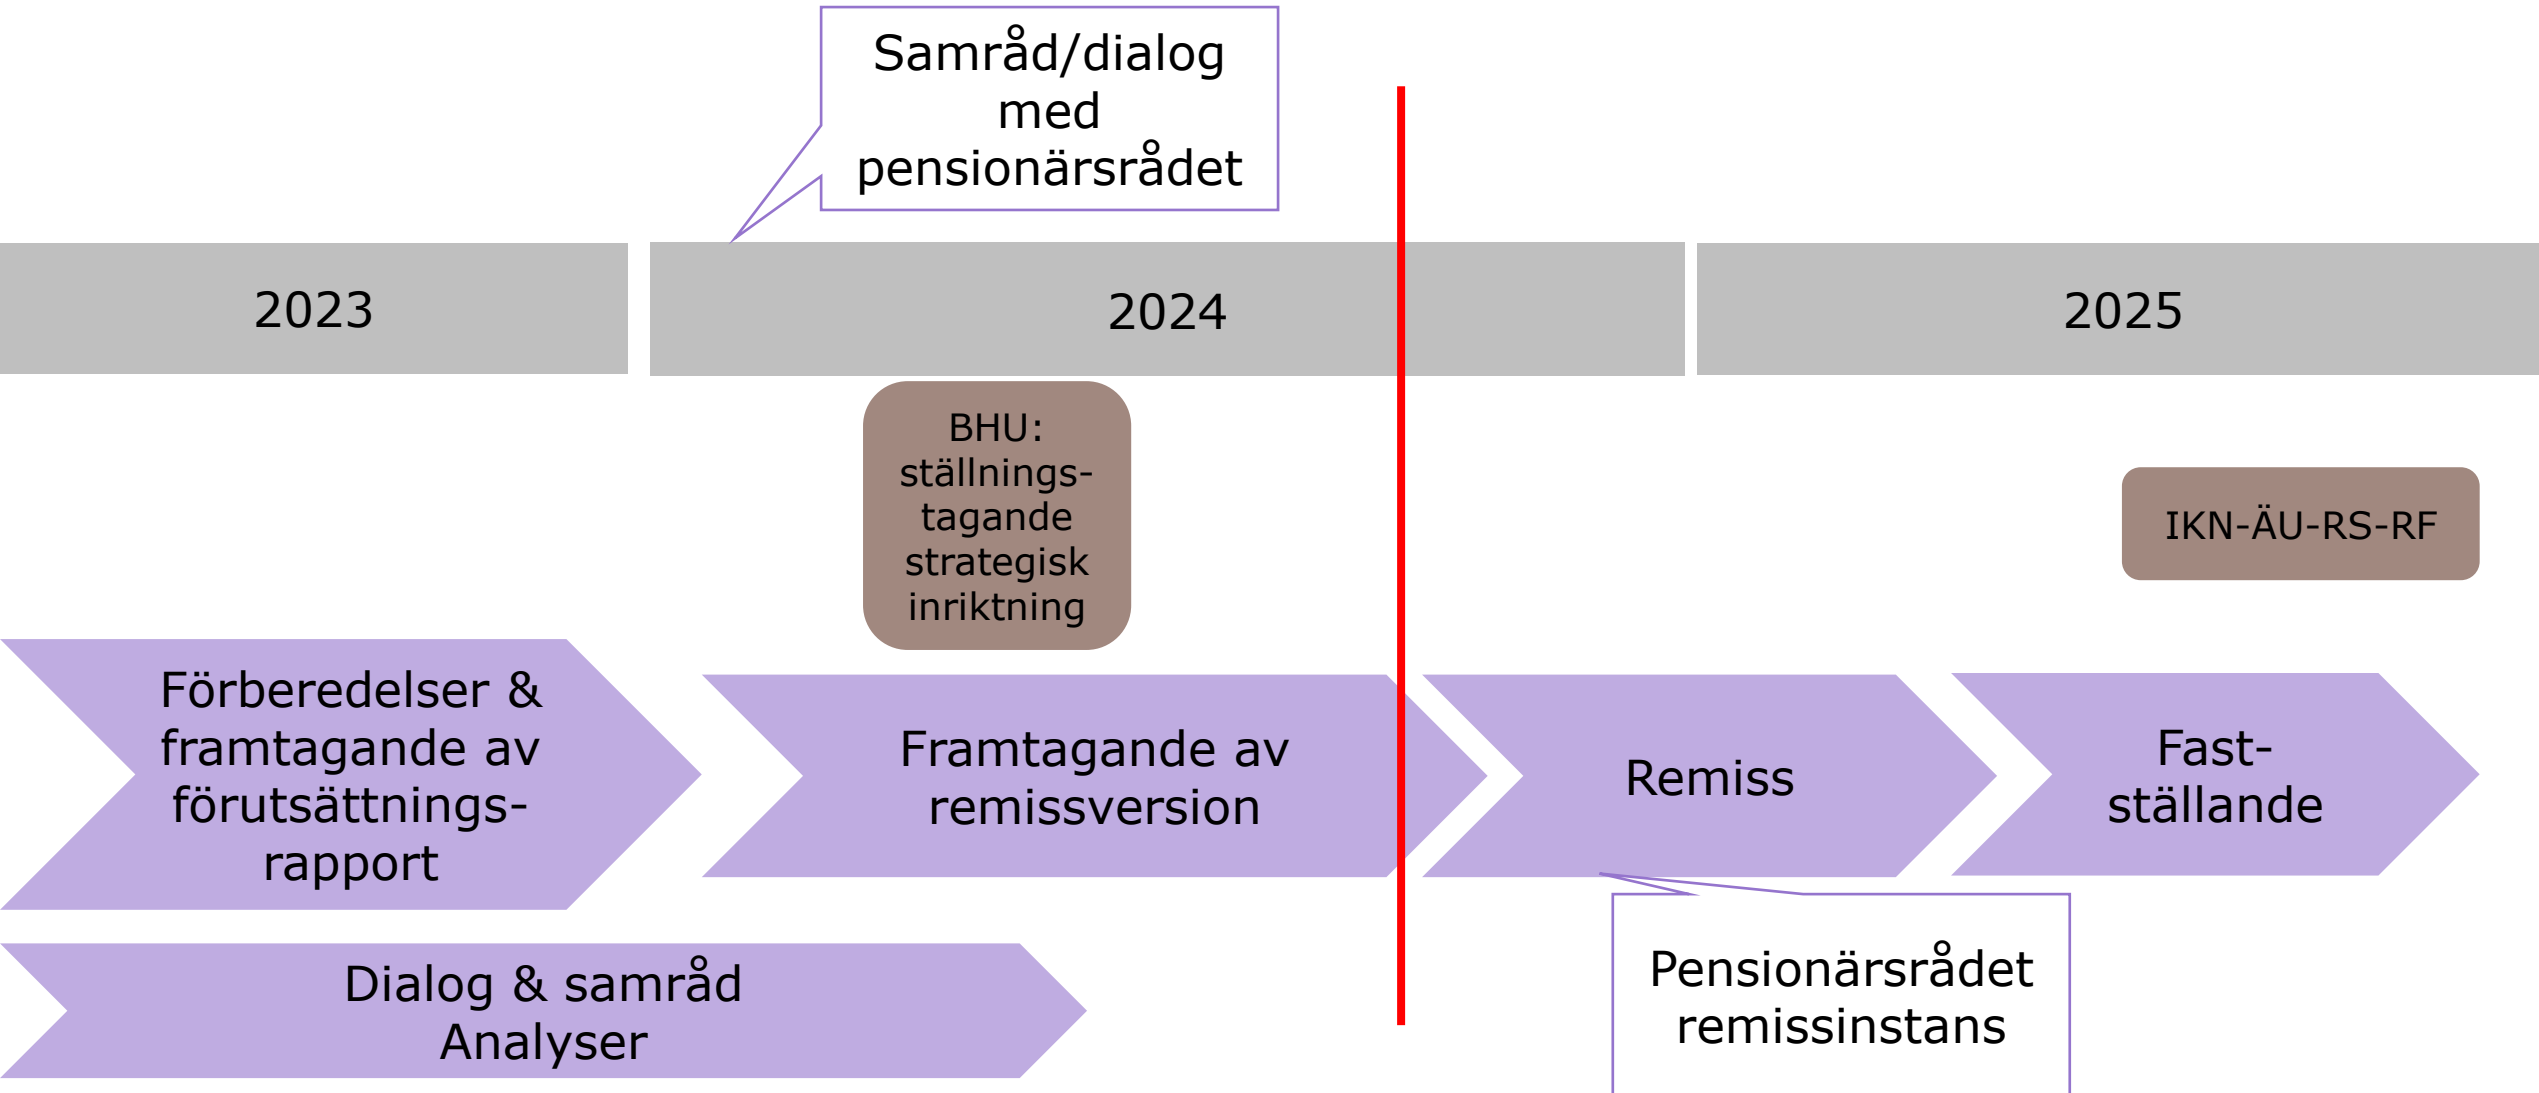 Samråd/dialog
med
pensionärsrådet
2023
2024
2025
BHU:
ställnings-
tagande
strategisk
inriktning
IKN-ÄU-RS-RF
Förberedelser &
framtagande av
förutsättnings-
rapport
Framtagande av
remissversion
Remiss
Fast-
ställande
Dialog & samråd
Analyser
Pensionärsrådet
remissinstans